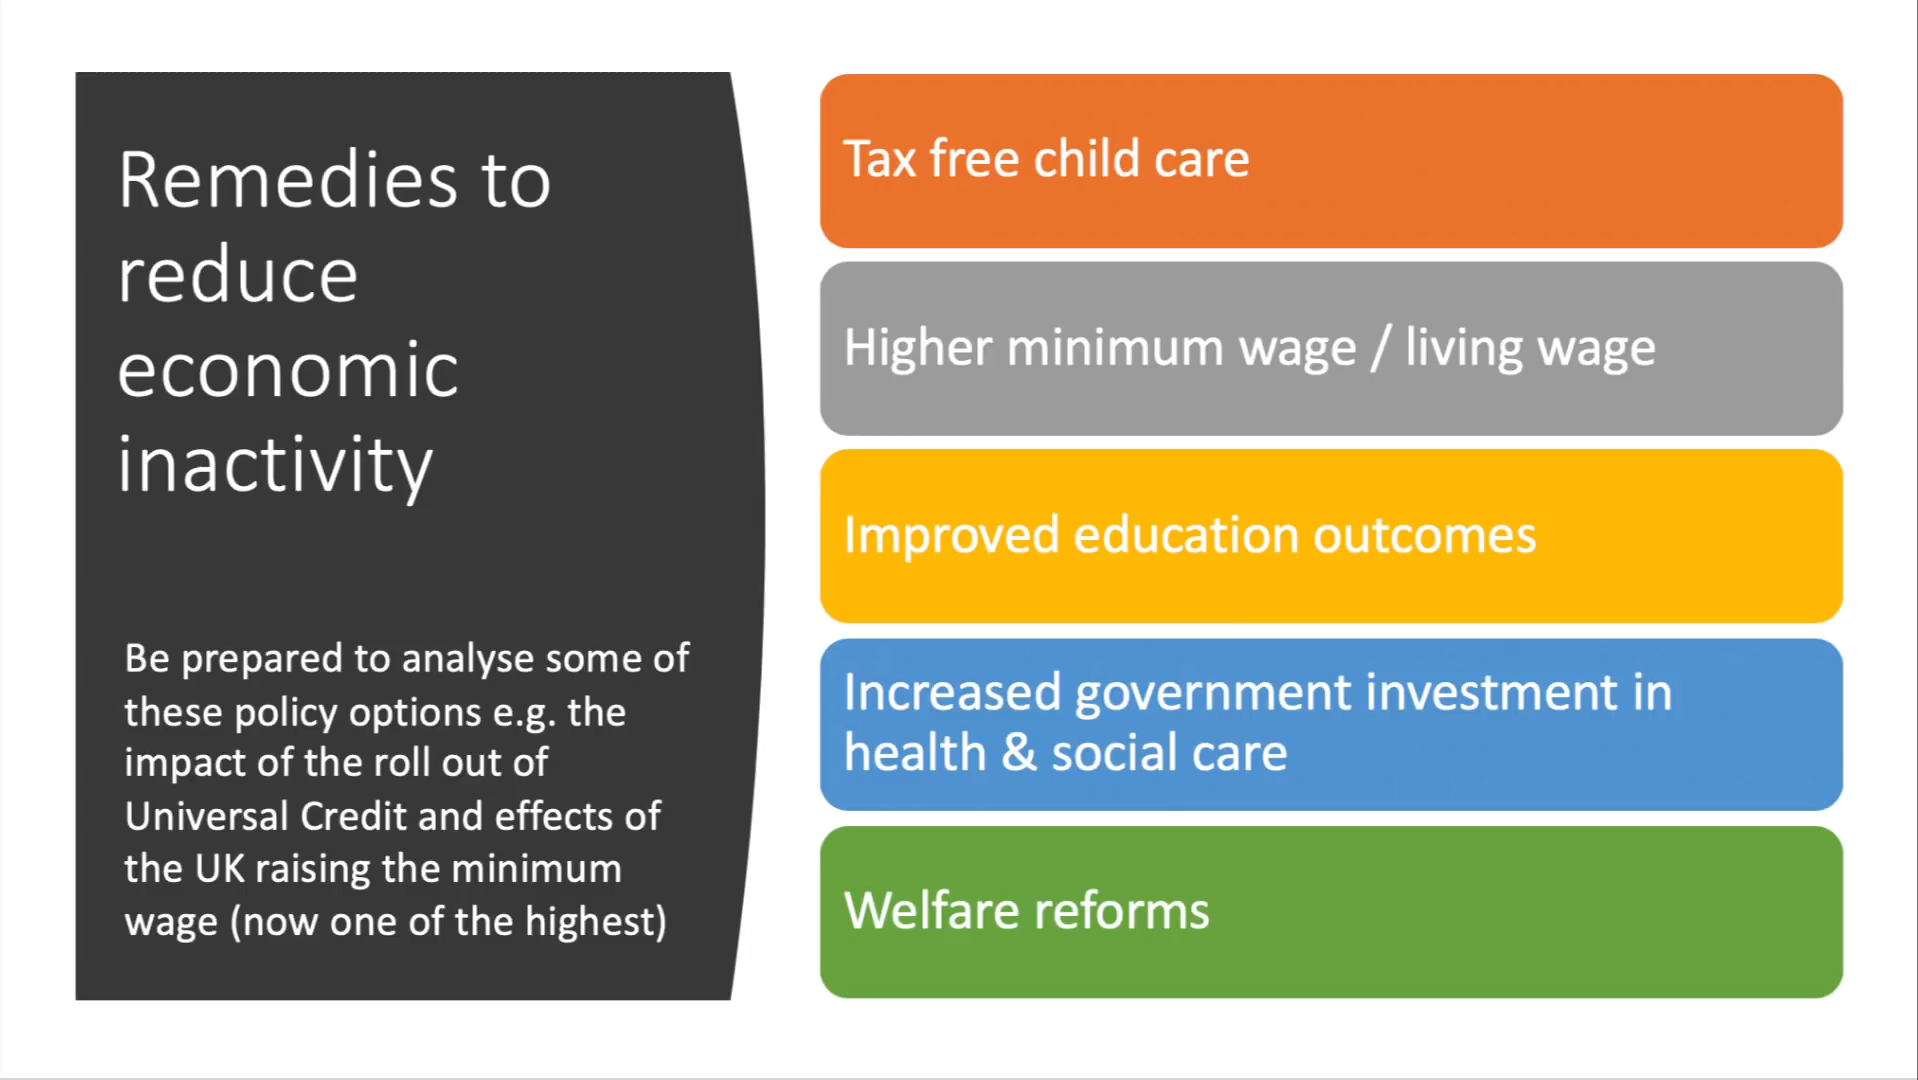 Remedies to
reduce
economic
inactivity
Be prepared to analyse some of
these policy options e.g. the
impact of the roll out of
Universal Credit and effects of
the UK raising the minimum
wage (now one of the highest)
Tax free child care
Higher minimum wage / living wage
Improved education outcomes
Increased government investment in
health & social care
Welfare reforms